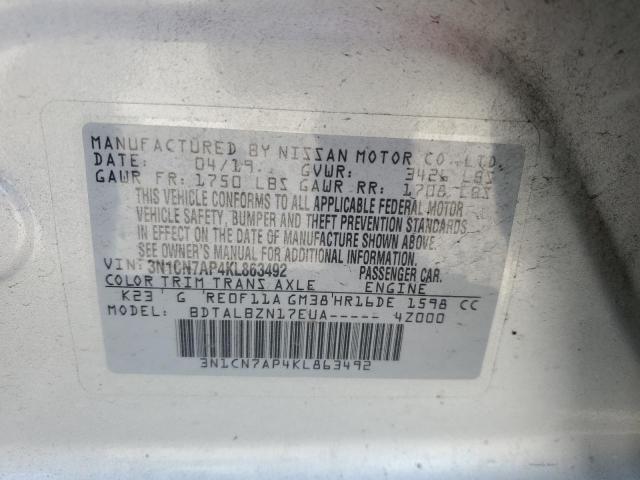 MANUFACTURED BY NISSAN MOTOR CO., LTD.
DATE: 04/19 GVWR: 3426 LBS
GAWR FR: 1750 LBS GAWR RR: 1708 LBS
THIS VEHICLE CONFORMS TO ALL APPLICABLE FEDERAL MOTOR
VEHICLE SAFETY, BUMPER AND THEFT PREVENTION STANDARDS
IN EFFECT ON THE DATE OF MANUFACTURE SHOWN ABOVE.
SEE OWNER'S MANUAL FOR ADDITIONAL INFORMATION.
VIN: 3N1CN7AP4KL863492 PASSENGER CAR.
COLOR TRIM TRANS AXLE ENGINE
K23 G RE0F11A GM38 HR16DE 1598 CC
MODEL: BDTALBZN17EUA----- 4Z000
3N1CN7AP4KL863492